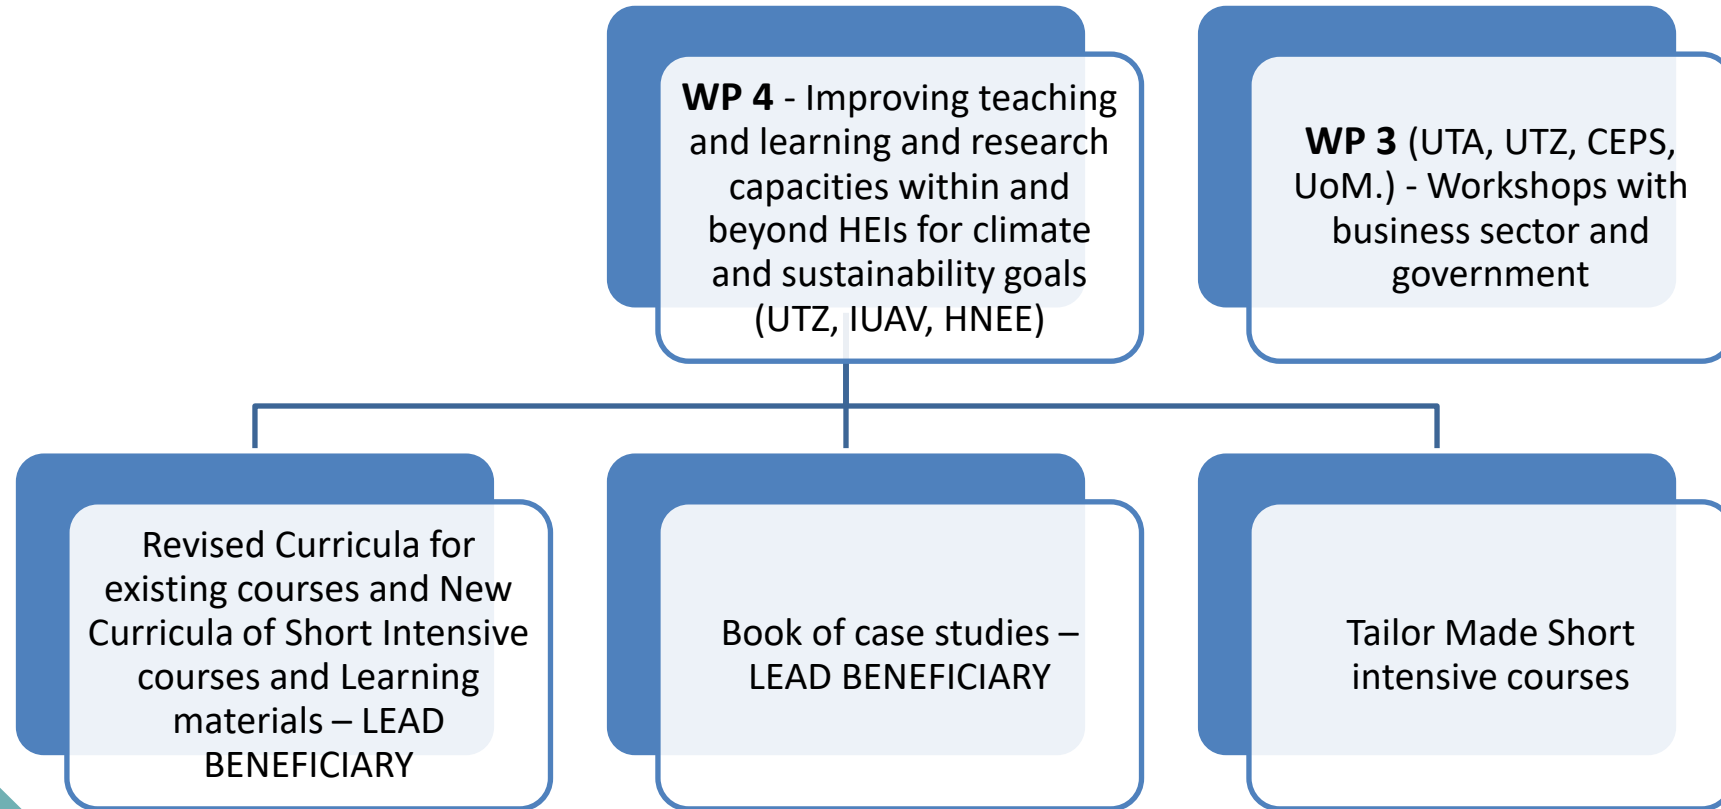 WP 4 - Improving teaching
and learning and research
capacities within and
beyond HEIs for climate
and sustainability goals
(UTZ, IUAV, HNEE)
WP 3 (UTA, UTZ, CEPS,
UoM.) - Workshops with
business sector and
government
Revised Curricula for
existing courses and New
Curricula of Short Intensive
courses and Learning
materials – LEAD
BENEFICIARY
Book of case studies –
LEAD BENEFICIARY
Tailor Made Short
intensive courses